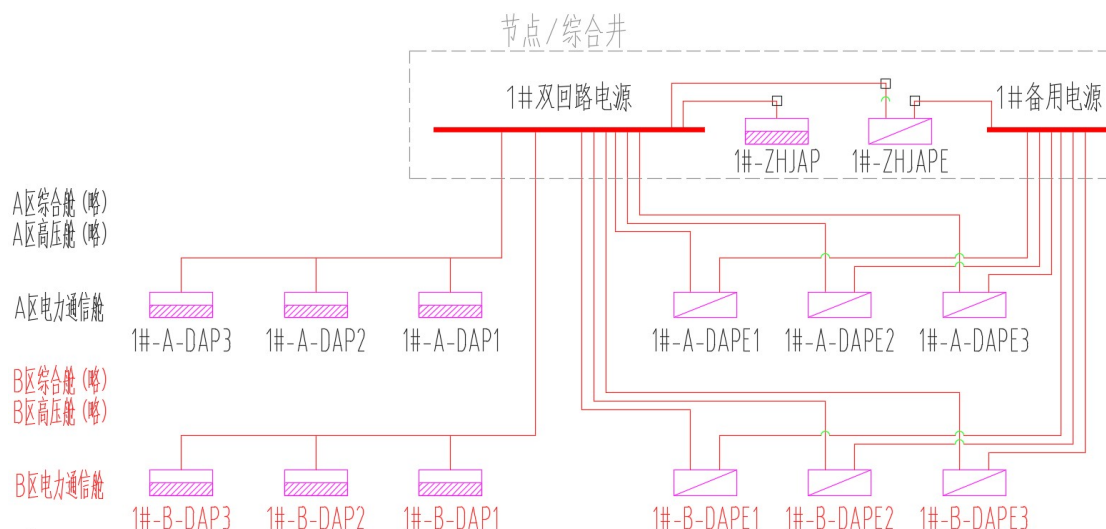 节点/综合井
1#双回路电源
1#备用电源
1#-ZHJAP
1#-ZHJAPE
A区综合舱(略)
A区高压舱(略)
A区电力通信舱
1#-A-DAP3
1#-A-DAP2
1#-A-DAP1
1#-A-DAPE1
1#-A-DAPE2
1#-A-DAPE3
B区综合舱(略)
B区高压舱(略)
B区电力通信舱
1#-B-DAP3
1#-B-DAP2
1#-B-DAP1
1#-B-DAPE1
1#-B-DAPE2
1#-B-DAPE3